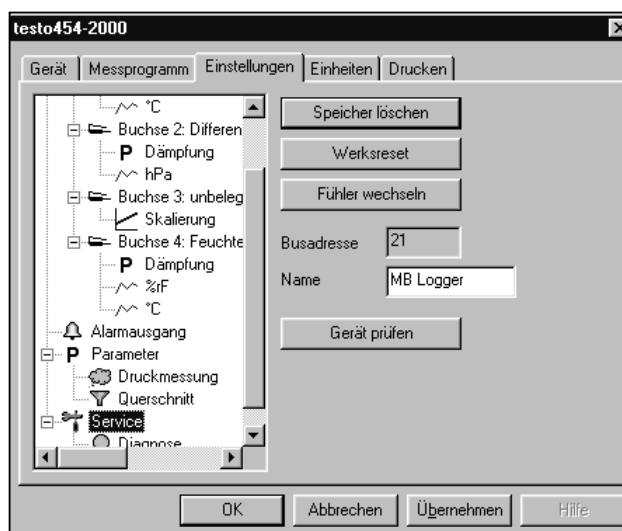 testo454-2000
Gerät Messprogramm Einstellungen Einheiten Drucken
°C
Buchse 2: Differen
P Dämpfung
hPa
Buchse 3: unbeleg
Skalierung
Buchse 4: Feuchte
P Dämpfung
%rF
°C
Alarmausgang
P Parameter
Druckmessung
Querschnitt
Service
Diagnose
Speicher löschen
Werksreset
Fühler wechseln
Busadresse 21
Name MB Logger
Gerät prüfen
OK Abbrechen Übernehmen Hilfe